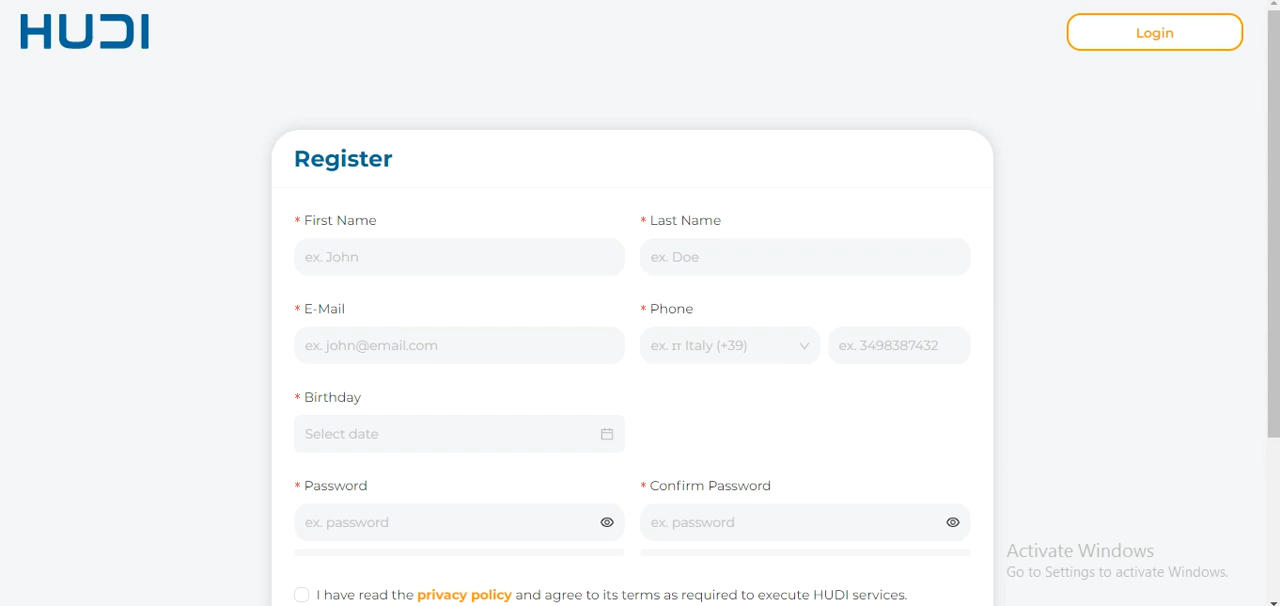 HUDI
Login
Register
* First Name
* Last Name
ex. John
ex. Doe
* E-Mail
* Phone
ex. john@email.com
ex. IT Italy (+39)
ex. 3498387432
* Birthday
Select date
* Password
* Confirm Password
ex. password
ex. password
Activate Windows
Go to Settings to activate Windows.
I have read the privacy policy and agree to its terms as required to execute HUDI services.